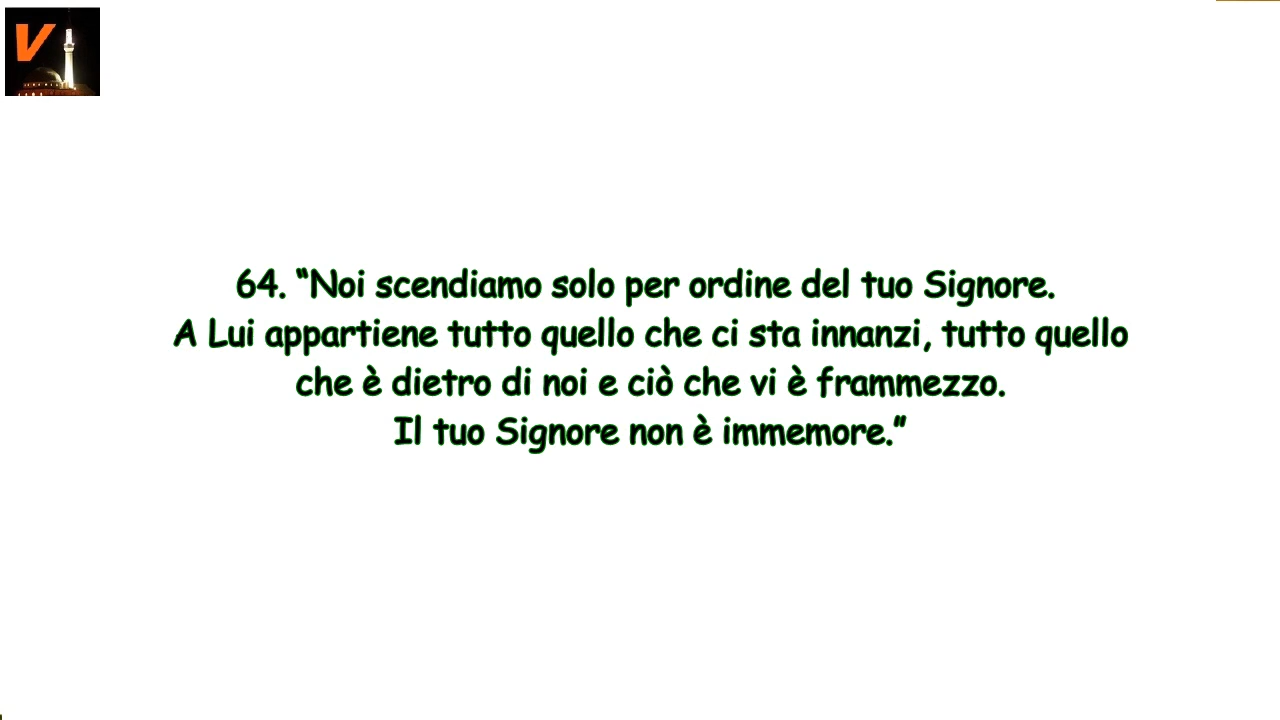 V
64. “Noi scendiamo solo per ordine del tuo Signore.
A Lui appartiene tutto quello che ci sta innanzi, tutto quello
che è dietro di noi e ciò che vi è frammezzo.
Il tuo Signore non è immemore.”